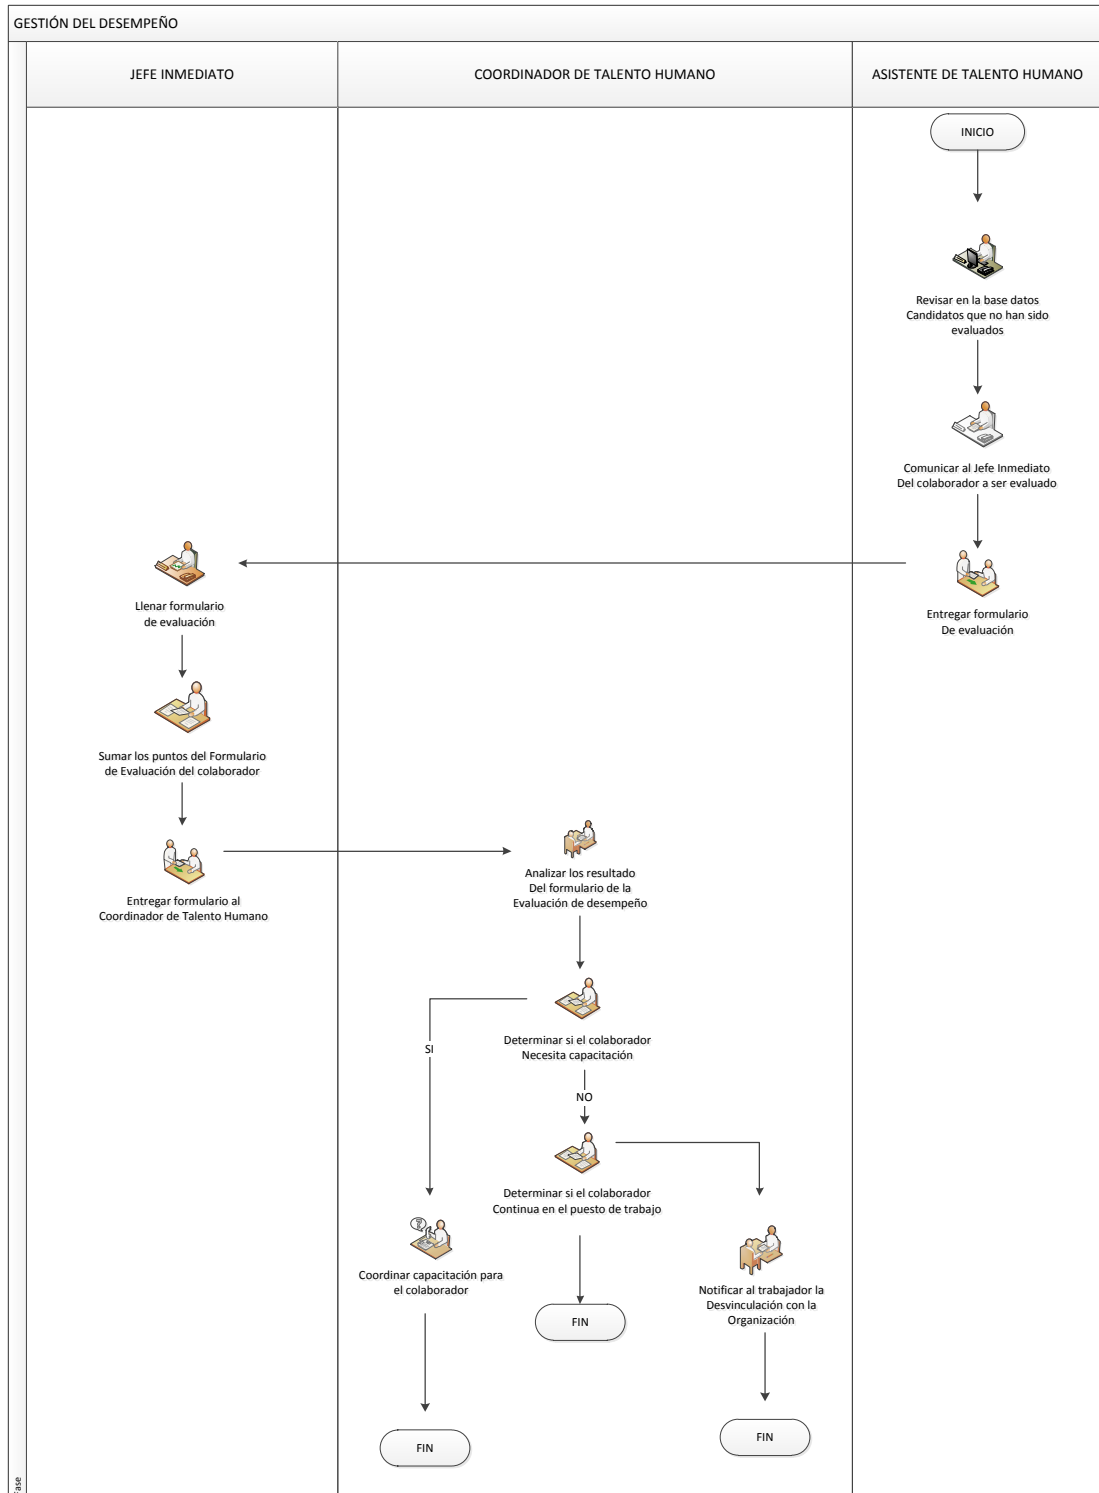 GESTIÓN DEL DESEMPEÑO
JEFE INMEDIATO
COORDINADOR DE TALENTO HUMANO
ASISTENTE DE TALENTO HUMANO
INICIO
Revisar en la base datos
Candidatos que no han sido
evaluados
Comunicar al Jefe Inmediato
Del colaborador a ser evaluado
Entregar formulario
De evaluación
Llenar formulario
de evaluación
Sumar los puntos del Formulario
de Evaluación del colaborador
Entregar formulario al
Coordinador de Talento Humano
Analizar los resultado
Del formulario de la
Evaluación de desempeño
Determinar si el colaborador
Necesita capacitación
SI
NO
Determinar si el colaborador
Continua en el puesto de trabajo
Coordinar capacitación para
el colaborador
Notificar al trabajador la
Desvinculación con la
Organización
FIN
FIN
FIN
Fase